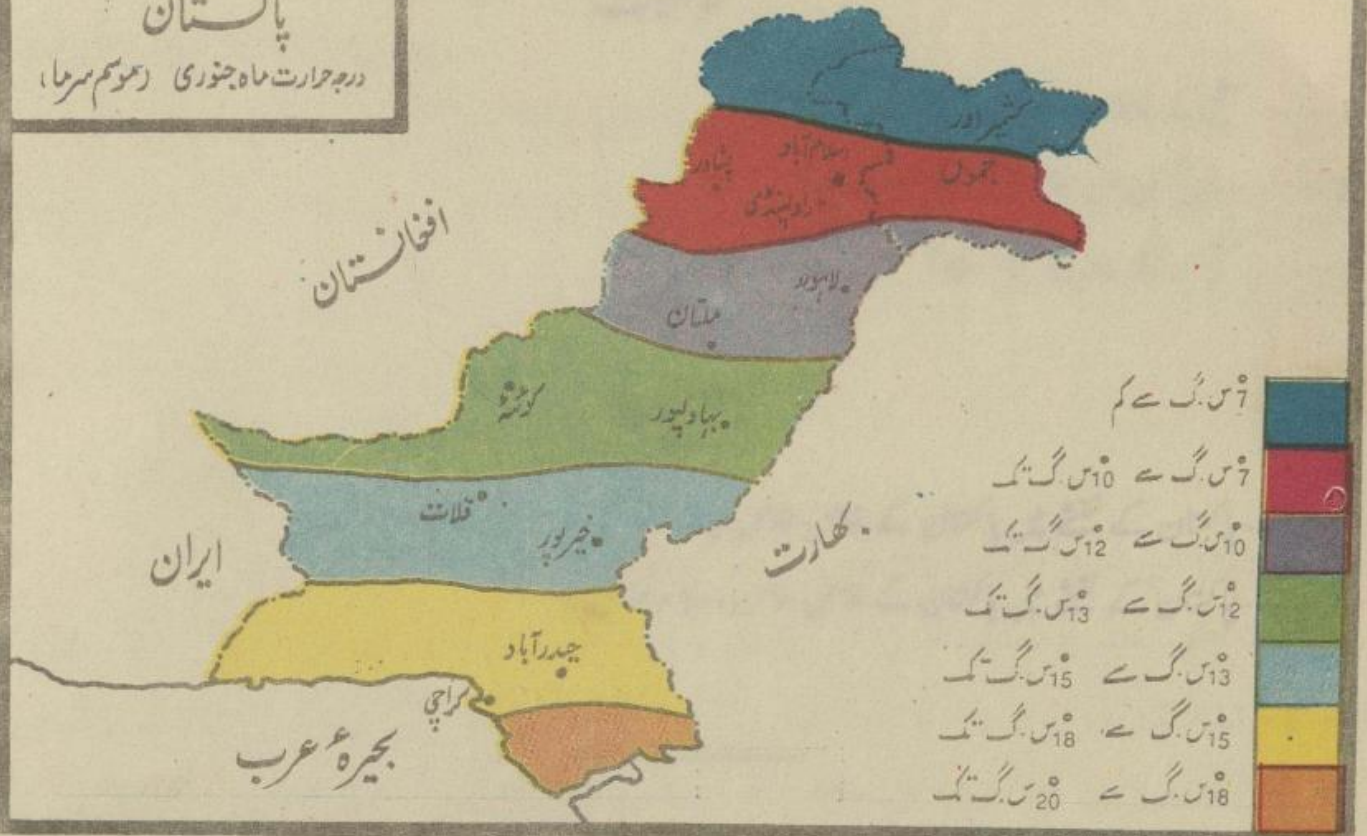 پاکستان
درجہ حرارت ماہ جنوری (موسم سرما)
کشمیر اور
جموں
پشاور
اسلام آباد
راولپنڈی
افغانستان
لاہور
ملتان
کوئٹہ
بہاولپور
قلات
خیرپور
ایران
بھارت
حیدرآباد
کراچی
بحیرۂ عرب
7°س.گ سے کم
7°س.گ سے 10°س.گ تک
10°س.گ سے 12°س.گ تک
12°س.گ سے 13°س.گ تک
13°س.گ سے 15°س.گ تک
15°س.گ سے 18°س.گ تک
18°س.گ سے 20°س.گ تک